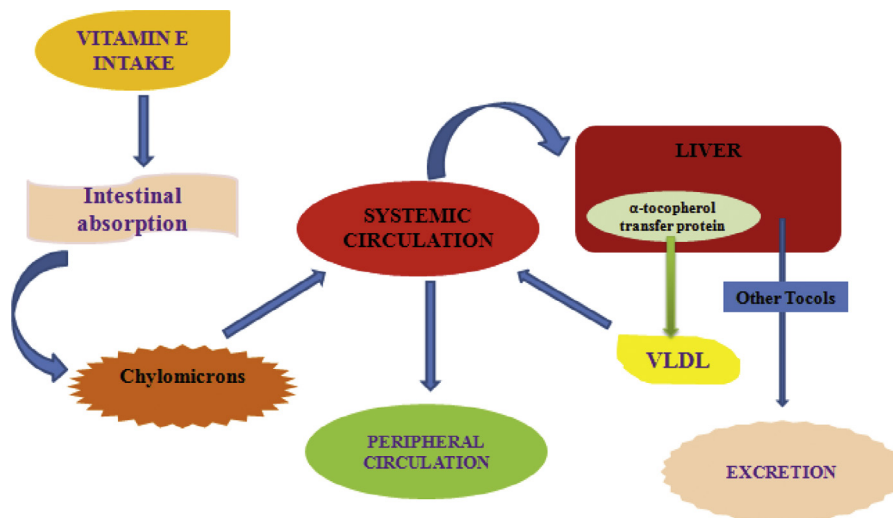 VITAMIN E
INTAKE
Intestinal
absorption
Chylomicrons
SYSTEMIC
CIRCULATION
PERIPHERAL
CIRCULATION
LIVER
α-tocopherol
transfer protein
Other Tocols
VLDL
EXCRETION